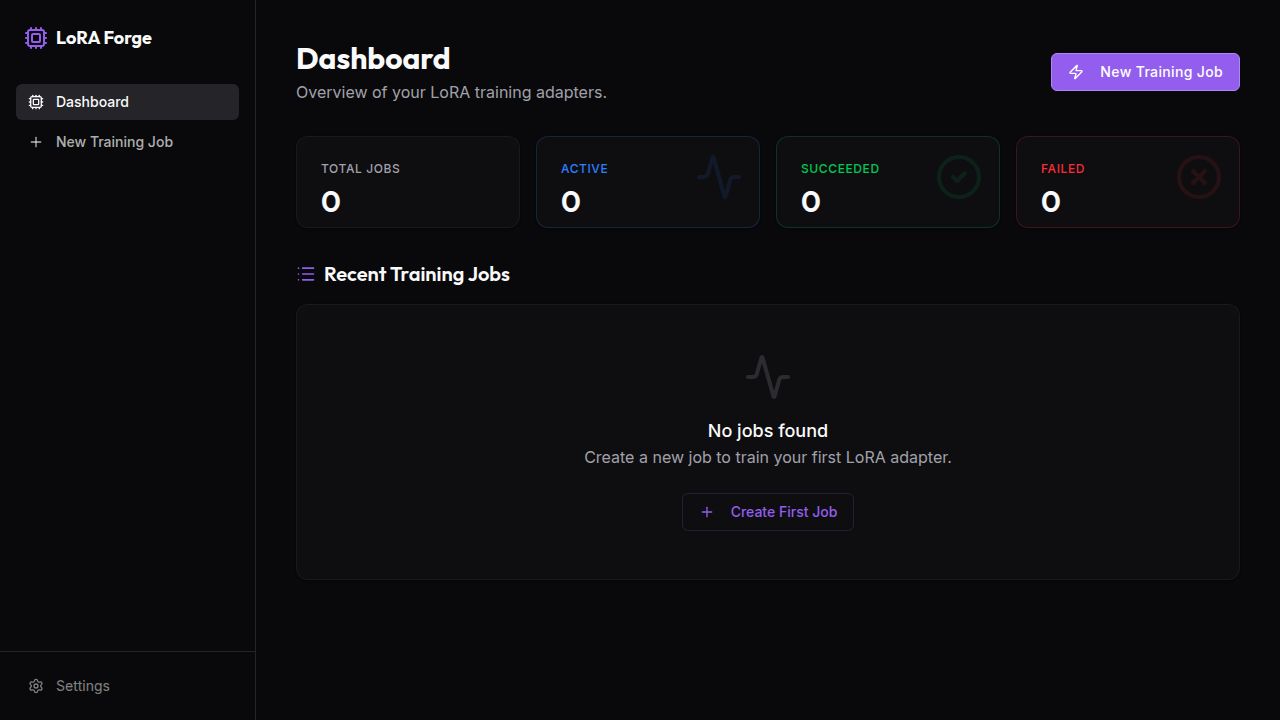 LoRA Forge
Dashboard
New Training Job
Settings
Dashboard
Overview of your LoRA training adapters.
New Training Job
TOTAL JOBS
0
ACTIVE
0
SUCCEEDED
0
FAILED
0
Recent Training Jobs
No jobs found
Create a new job to train your first LoRA adapter.
Create First Job